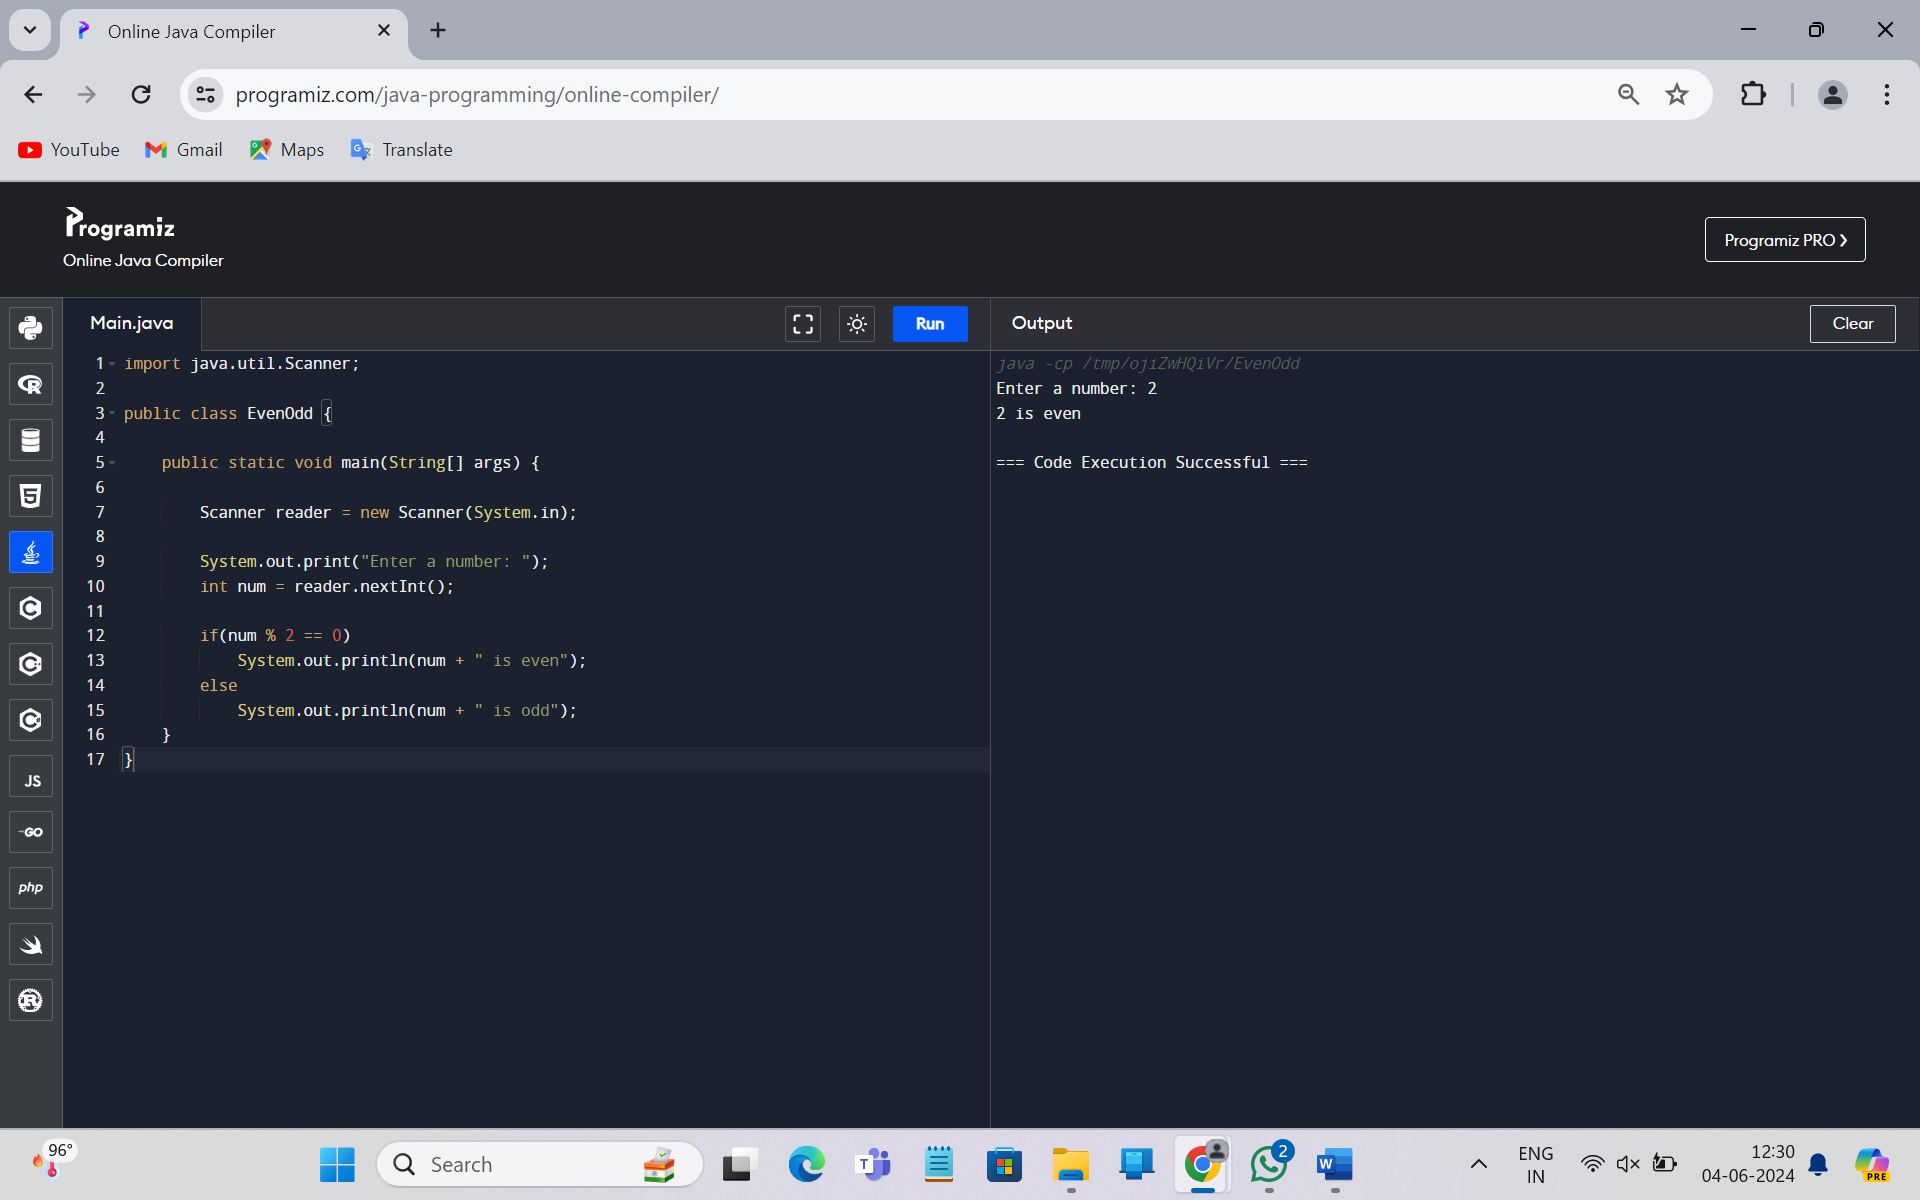 Online Java Compiler
programiz.com/java-programming/online-compiler/
YouTube
Gmail
Maps
Translate
Programiz
Online Java Compiler
Programiz PRO ❯
Main.java
Run
Output
Clear
1 import java.util.Scanner;
2
3 public class EvenOdd {
4
5 public static void main(String[] args) {
6
7 Scanner reader = new Scanner(System.in);
8
9 System.out.print("Enter a number: ");
10 int num = reader.nextInt();
11
12 if(num % 2 == 0)
13 System.out.println(num + " is even");
14 else
15 System.out.println(num + " is odd");
16 }
17 }
java -cp /tmp/ojiZwHQiVr/EvenOdd
Enter a number: 2
2 is even
=== Code Execution Successful ===
JS
GO
php
96°
Search
2
ENG
IN
12:30
04-06-2024
PRE